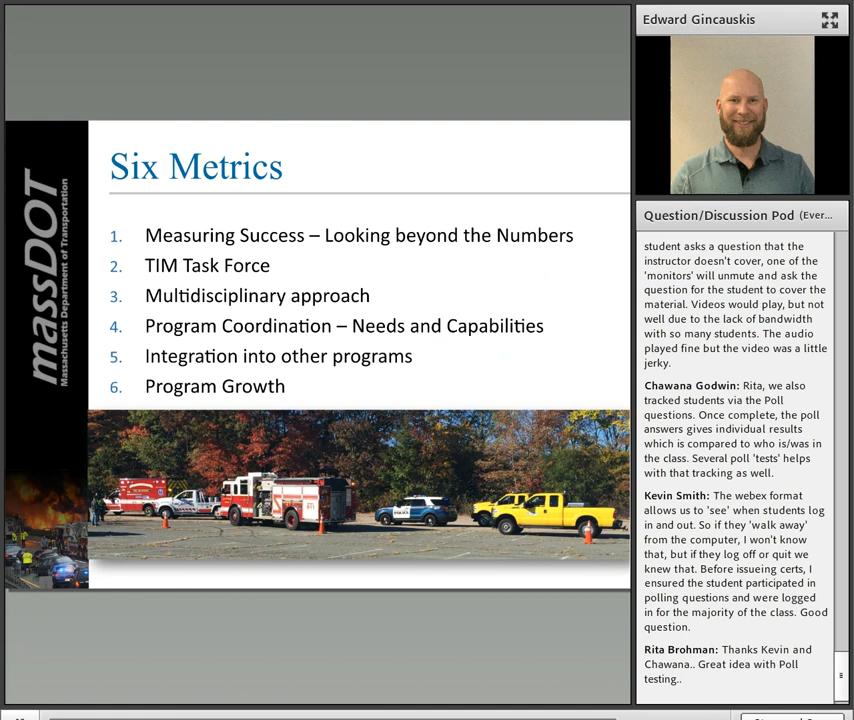 Edward Gincauskis
massDOT
Massachusetts Department of Transportation
Six Metrics
1. Measuring Success – Looking beyond the Numbers
2. TIM Task Force
3. Multidisciplinary approach
4. Program Coordination – Needs and Capabilities
5. Integration into other programs
6. Program Growth
POLICE
Question/Discussion Pod (Ever...
student asks a question that the
instructor doesn't cover, one of the
'monitors' will unmute and ask the
question for the student to cover the
material. Videos would play, but not
well due to the lack of bandwidth
with so many students. The audio
played fine but the video was a little
jerky.
Chawana Godwin: Rita, we also
tracked students via the Poll
questions. Once complete, the poll
answers gives individual results
which is compared to who is/was in
the class. Several poll 'tests' helps
with that tracking as well.
Kevin Smith: The webex format
allows us to 'see' when students log
in and out. So if they 'walk away'
from the computer, I won't know
that, but if they log off or quit we
knew that. Before issueing certs, I
ensured the student participated in
polling questions and were logged
in for the majority of the class. Good
question.
Rita Brohman: Thanks Kevin and
Chawana.. Great idea with Poll
testing..